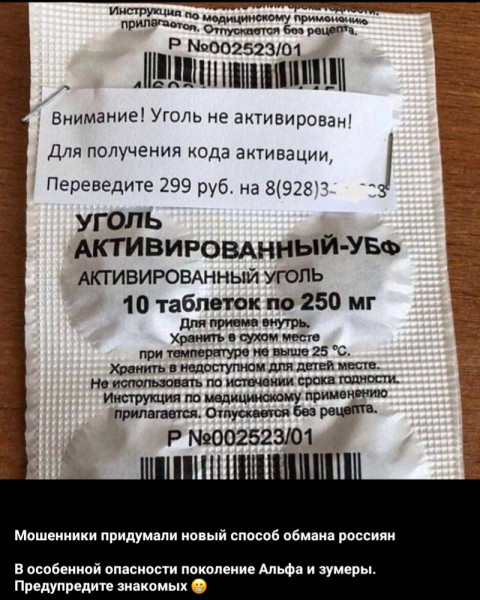 Инструкция по медицинскому применению
прилагается. Отпускается без рецепта.
Р №002523/01
Внимание! Уголь не активирован!
Для получения кода активации,
Переведите 299 руб. на 8(928)3
УГОЛЬ
АКТИВИРОВАННЫЙ-УБФ
АКТИВИРОВАННЫЙ УГОЛЬ
10 таблеток по 250 мг
Для приема внутрь.
Хранить в сухом месте
при температуре не выше 25 °C.
Хранить в недоступном для детей месте.
Не использовать по истечении срока годности.
Инструкция по медицинскому применению
прилагается. Отпускается без рецепта.
Р №002523/01
Мошенники придумали новый способ обмана россиян
В особенной опасности поколение Альфа и зумеры.
Предупредите знакомых 😁